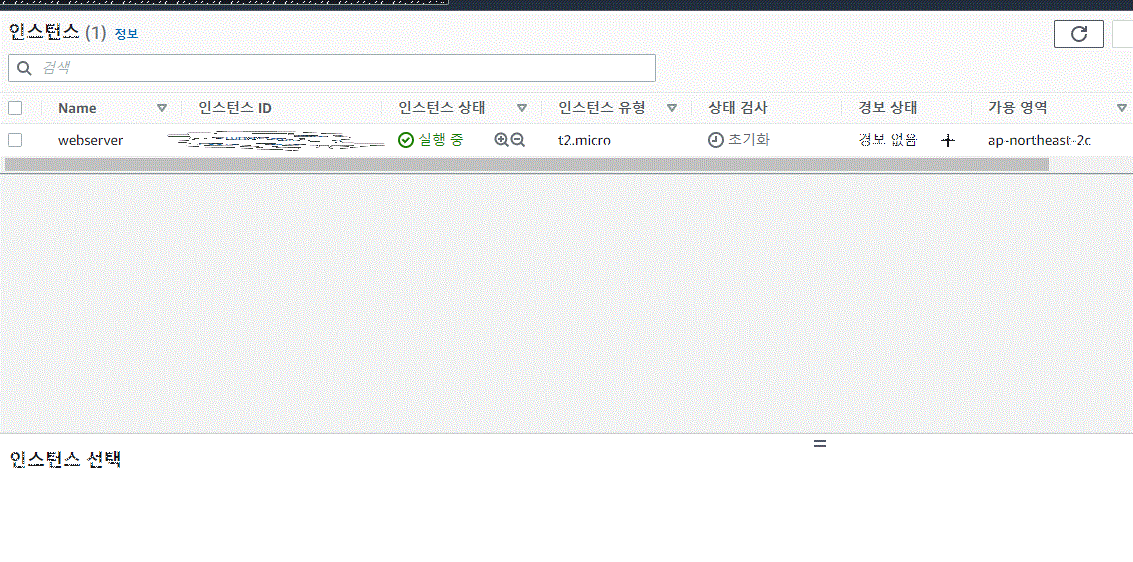 인스턴스 (1) 정보
검색
Name 인스턴스 ID 인스턴스 상태 인스턴스 유형 상태 검사 경보 상태 가용 영역
webserver 실행 중 t2.micro 초기화 경보 없음 + ap-northeast-2c
인스턴스 선택